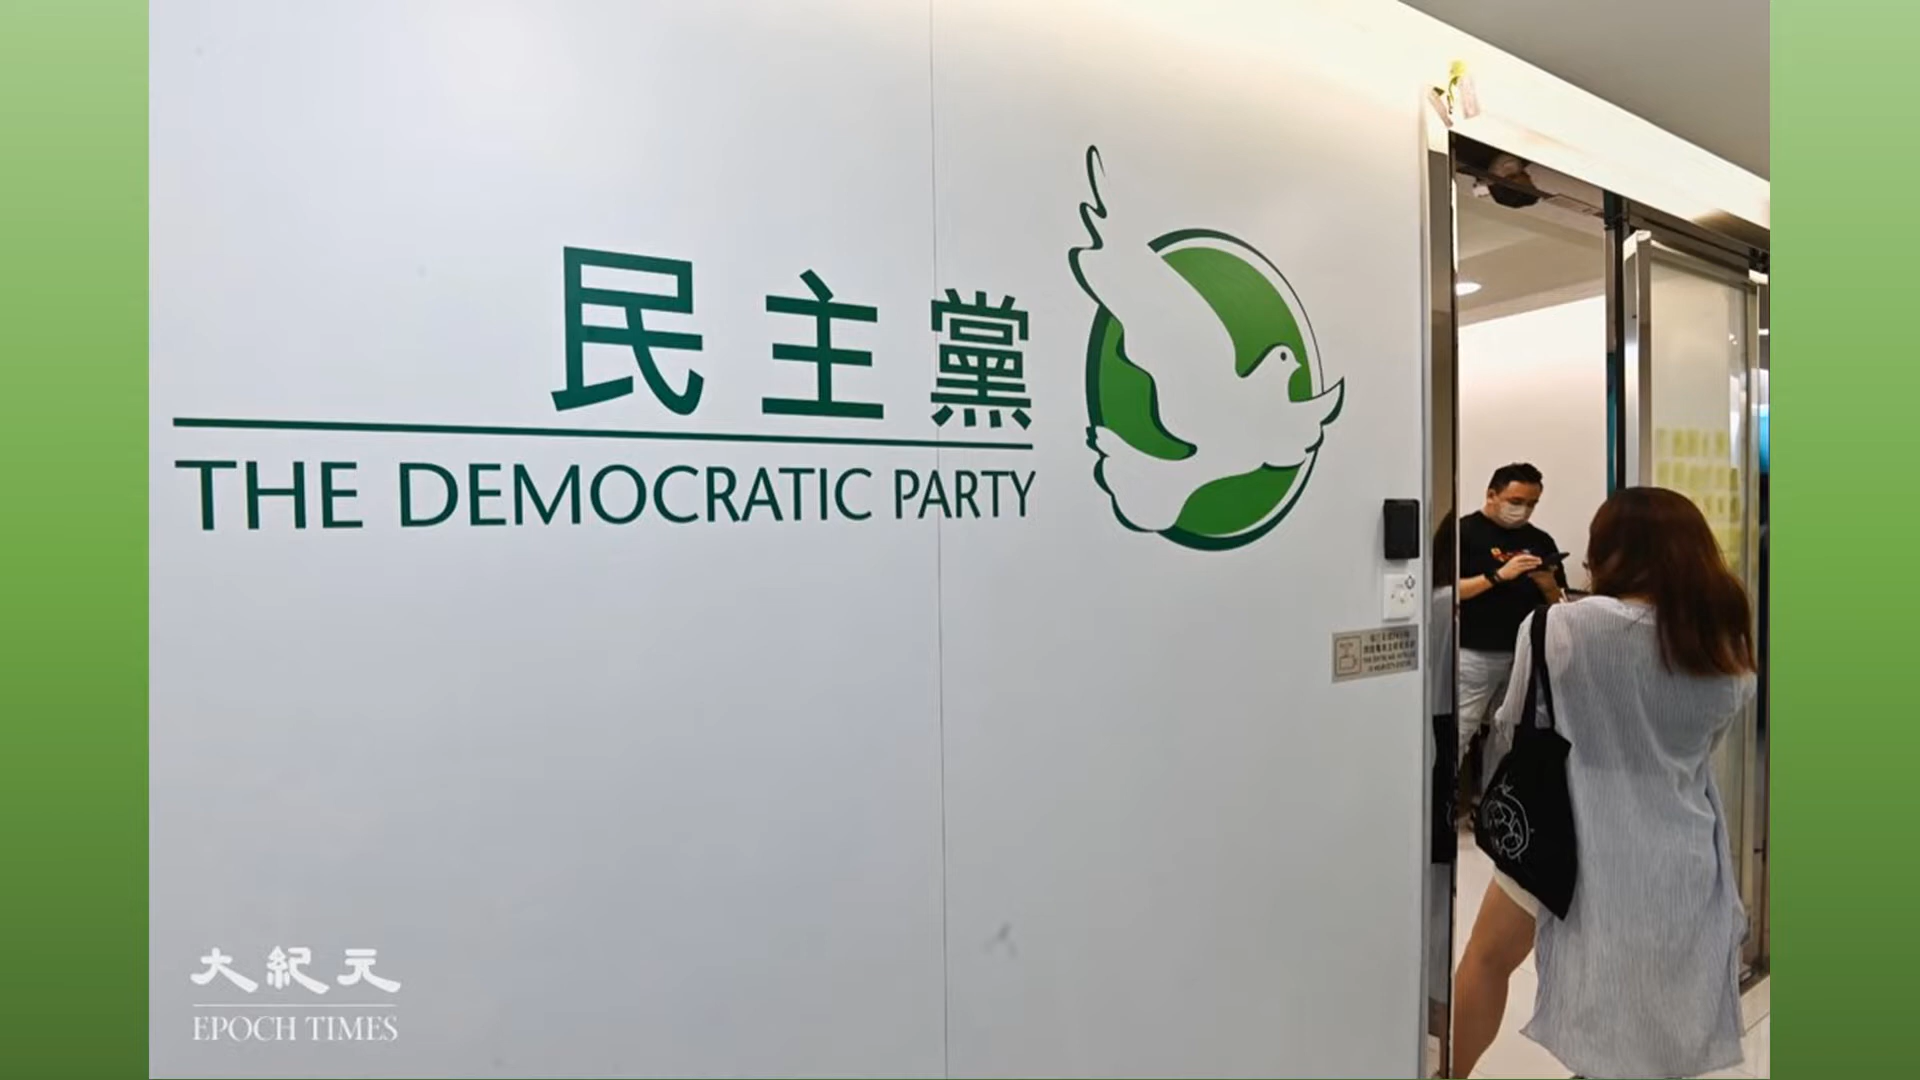 民主黨
THE DEMOCRATIC PARTY
大紀元
EPOCH TIMES